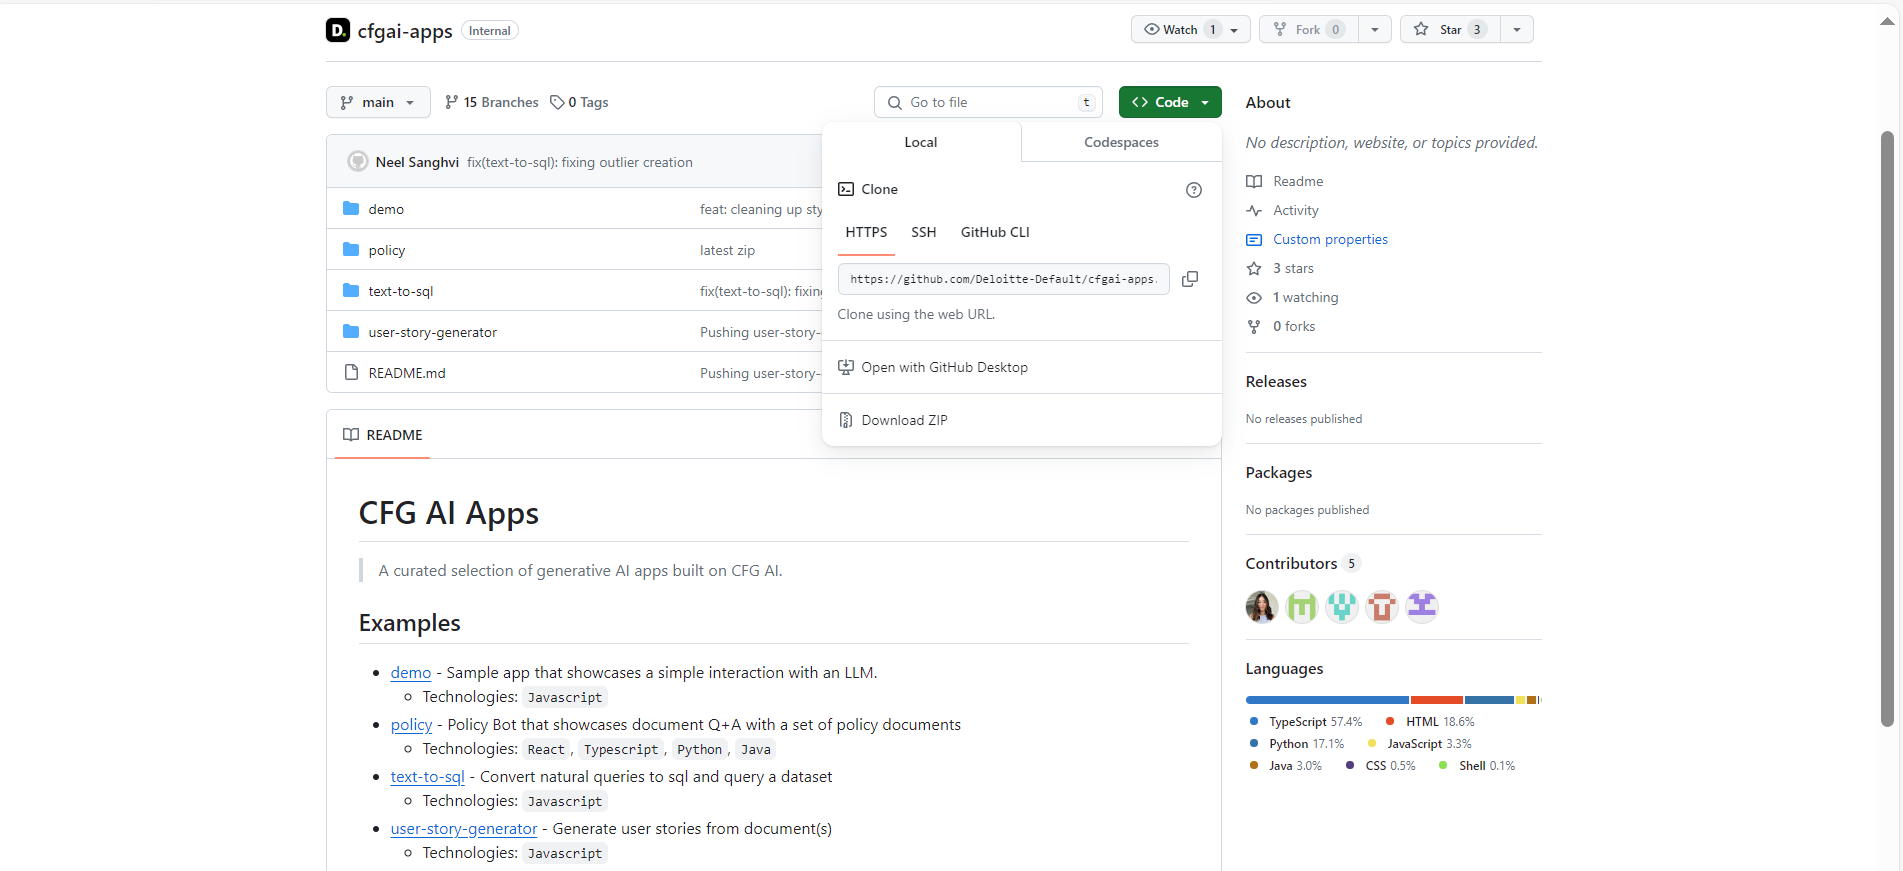 D. cfgai-apps Internal
Watch 1
Fork 0
Star 3
main
15 Branches
0 Tags
Go to file t
Code
Neel Sanghvi fix(text-to-sql): fixing outlier creation
demo feat: cleaning up sty
policy latest zip
text-to-sql fix(text-to-sql): fixing
user-story-generator Pushing user-story-
README.md Pushing user-story-
Local Codespaces
Clone
HTTPS SSH GitHub CLI
https://github.com/Deloitte-Default/cfgai-apps.
Clone using the web URL.
Open with GitHub Desktop
Download ZIP
README
CFG AI Apps
A curated selection of generative AI apps built on CFG AI.
Examples
demo - Sample app that showcases a simple interaction with an LLM.
Technologies: Javascript
policy - Policy Bot that showcases document Q+A with a set of policy documents
Technologies: React, Typescript, Python, Java
text-to-sql - Convert natural queries to sql and query a dataset
Technologies: Javascript
user-story-generator - Generate user stories from document(s)
Technologies: Javascript
About
No description, website, or topics provided.
Readme
Activity
Custom properties
3 stars
1 watching
0 forks
Releases
No releases published
Packages
No packages published
Contributors 5
Languages
TypeScript 57.4% HTML 18.6%
Python 17.1% JavaScript 3.3%
Java 3.0% CSS 0.5% Shell 0.1%